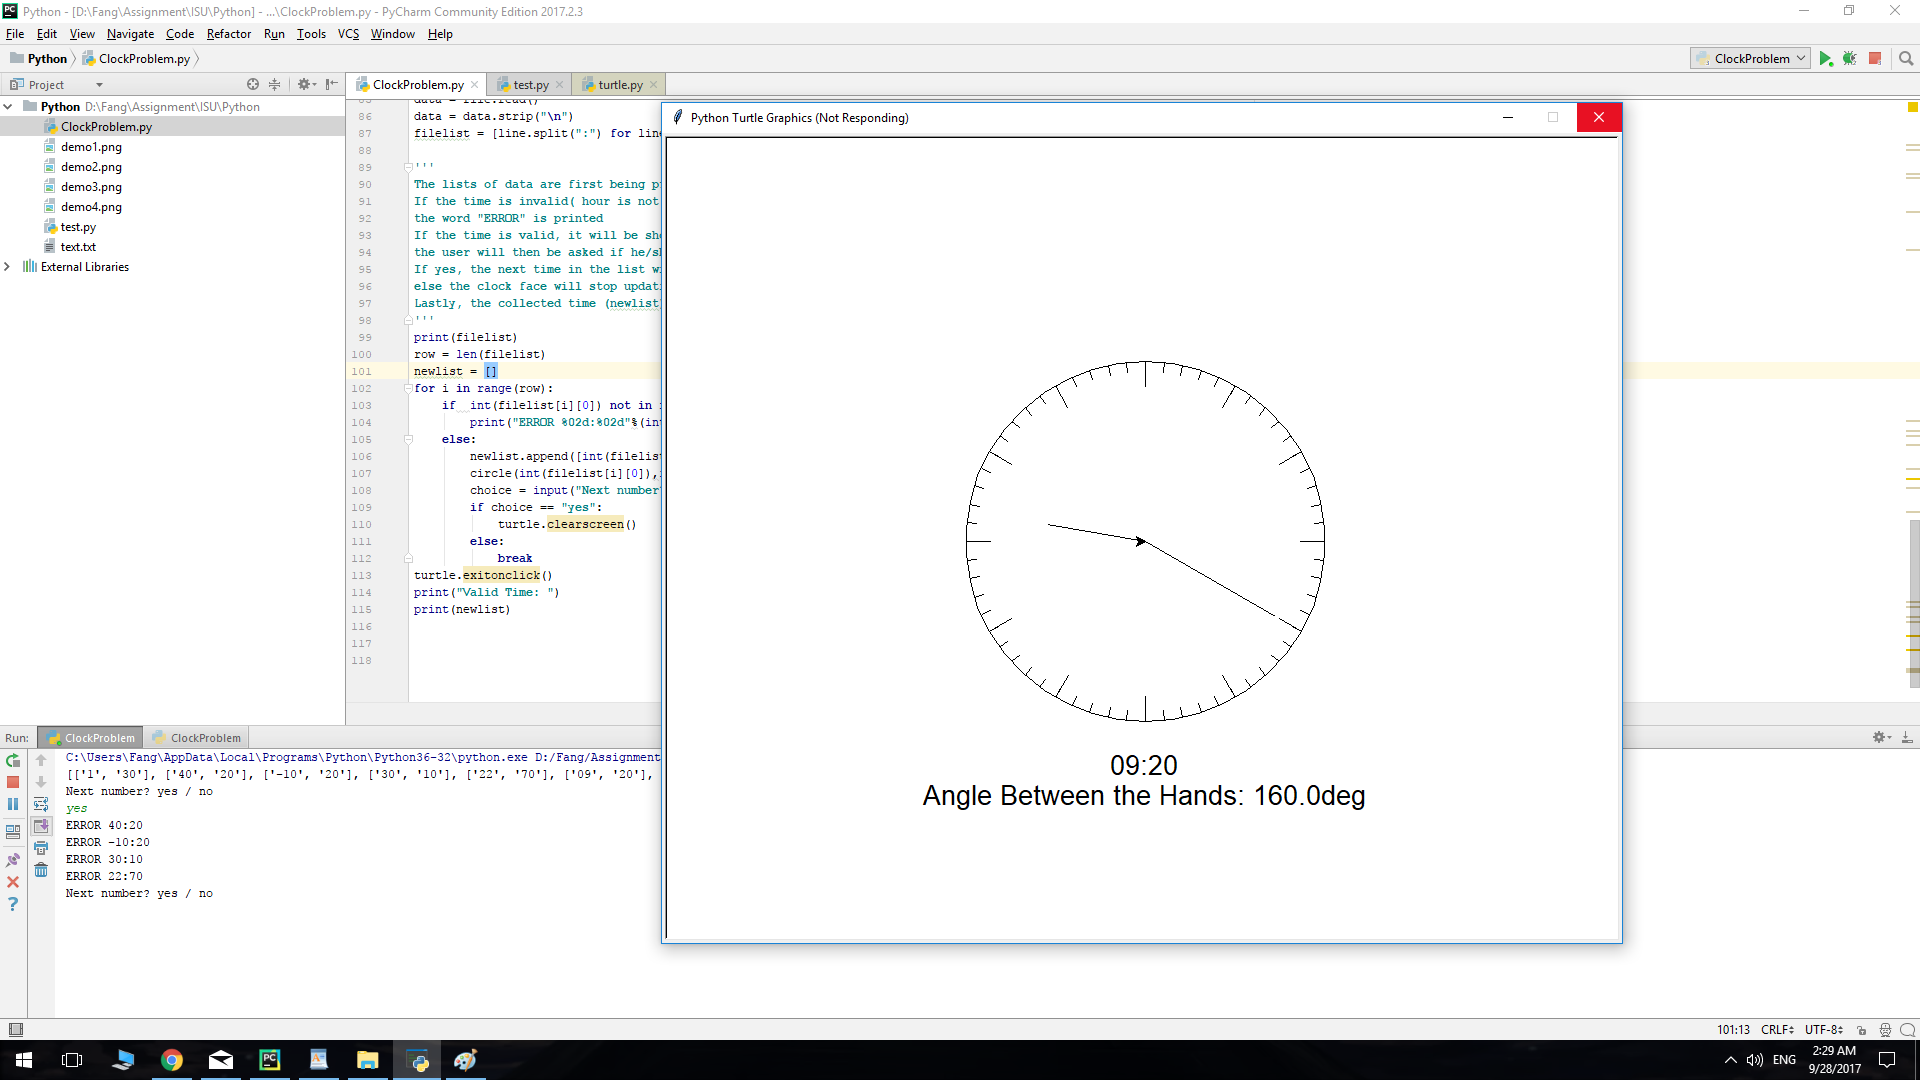 Python - [D:\Fang\Assignment\ISU\Python] - ...\ClockProblem.py - PyCharm Community Edition 2017.2.3
File Edit View Navigate Code Refactor Run Tools VCS Window Help
Python ClockProblem.py
ClockProblem
Project
ClockProblem.py test.py turtle.py
Python D:\Fang\Assignment\ISU\Python
ClockProblem.py
demo1.png
demo2.png
demo3.png
demo4.png
test.py
text.txt
External Libraries
85 data = file.read()
86 data = data.strip("\n")
87 filelist = [line.split(":") for line
88
89 '''
90 The lists of data are first being p
91 If the time is invalid( hour is not
92 the word "ERROR" is printed
93 If the time is valid, it will be sho
94 the user will then be asked if he/sh
95 If yes, the next time in the list w
96 else the clock face will stop updat
97 Lastly, the collected time (newlist)
98 '''
99 print(filelist)
100 row = len(filelist)
101 newlist = []
102 for i in range(row):
103 if int(filelist[i][0]) not in
104 print("ERROR %02d:%02d"%(int
105 else:
106 newlist.append([int(filelist
107 circle(int(filelist[i][0]),
108 choice = input("Next number?
109 if choice == "yes":
110 turtle.clearscreen()
111 else:
112 break
113 turtle.exitonclick()
114 print("Valid Time: ")
115 print(newlist)
116
117
118
Python Turtle Graphics (Not Responding)
09:20
Angle Between the Hands: 160.0deg
Run: ClockProblem ClockProblem
C:\Users\Fang\AppData\Local\Programs\Python\Python36-32\python.exe D:/Fang/Assignment
[['1', '30'], ['40', '20'], ['-10', '20'], ['30', '10'], ['22', '70'], ['09', '20'],
Next number? yes / no
yes
ERROR 40:20
ERROR -10:20
ERROR 30:10
ERROR 22:70
Next number? yes / no
101:13 CRLF UTF-8
ENG
2:29 AM
9/28/2017